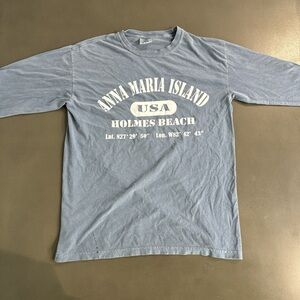 ANNA MARIA ISLAND
USA
HOLMES BEACH
Lat. N27° 29' 50" Lon. W82° 42' 43"